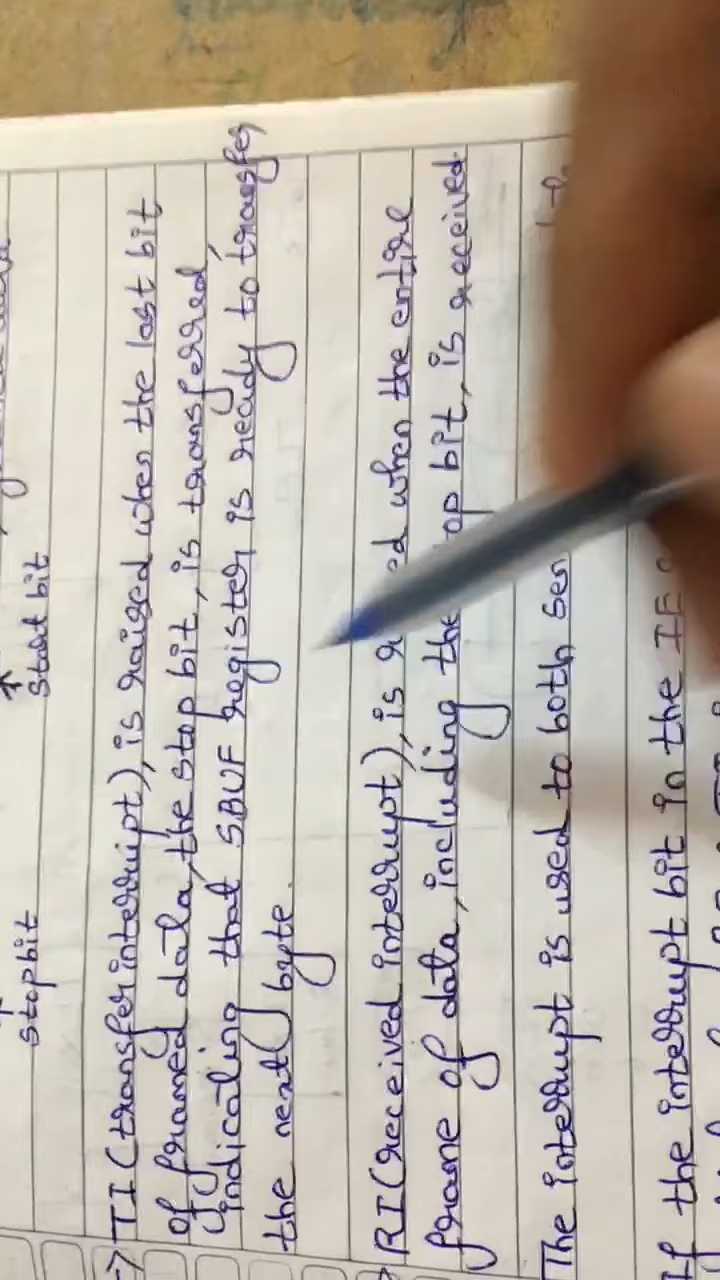 Stop bit
Start bit
→ TI (transfer interrupt), is raised when the last bit
of framed data, the stop bit, is transferred,
indicating that SBUF register is ready to transfer
the next byte.
→ RI (received interrupt), is when the entire
frame of data, including the bit, is received.
The interrupt is used to both
If the interrupt bit in the